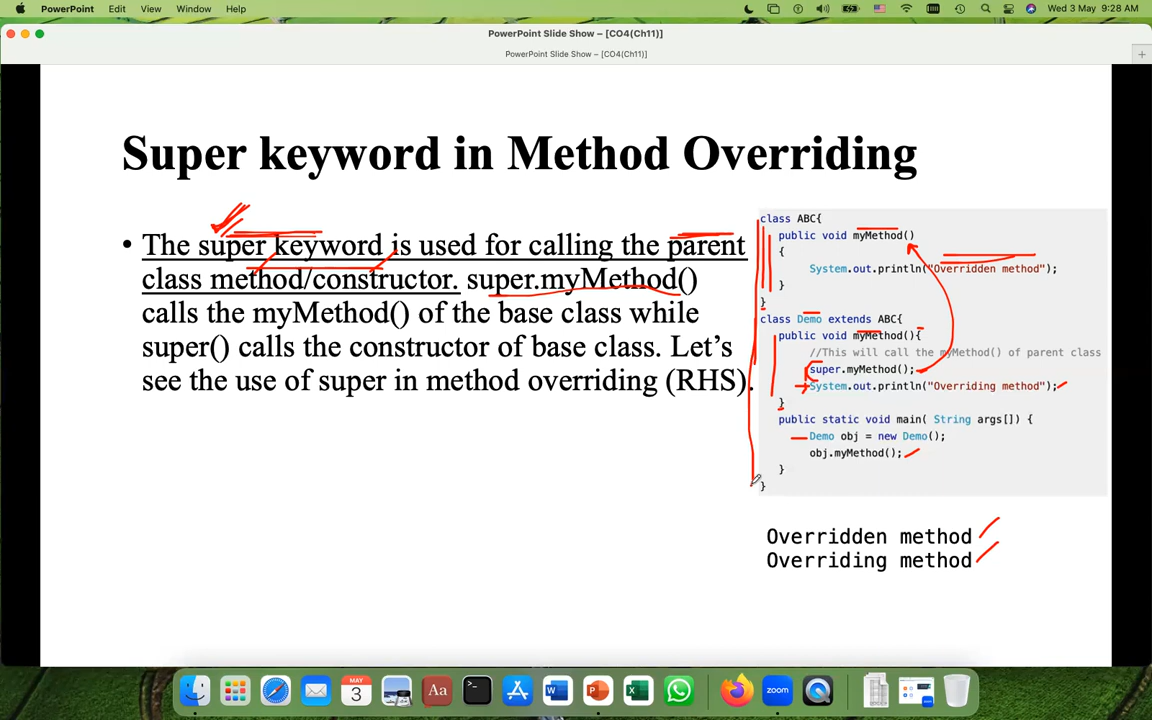 PowerPoint Edit View Window Help Wed 3 May 9:28 AM
PowerPoint Slide Show – [CO4(Ch11)]
PowerPoint Slide Show – [CO4(Ch11)]
Super keyword in Method Overriding
• The super keyword is used for calling the parent
class method/constructor. super.myMethod()
calls the myMethod() of the base class while
super() calls the constructor of base class. Let’s
see the use of super in method overriding (RHS).
class ABC{
public void myMethod()
{
System.out.println("Overridden method");
}
}
class Demo extends ABC{
public void myMethod(){
//This will call the myMethod() of parent class
super.myMethod();
System.out.println("Overriding method");
}
public static void main( String args[]) {
Demo obj = new Demo();
obj.myMethod();
}
}
Overridden method
Overriding method
MAY
3
Aa
W
P
X
zoom